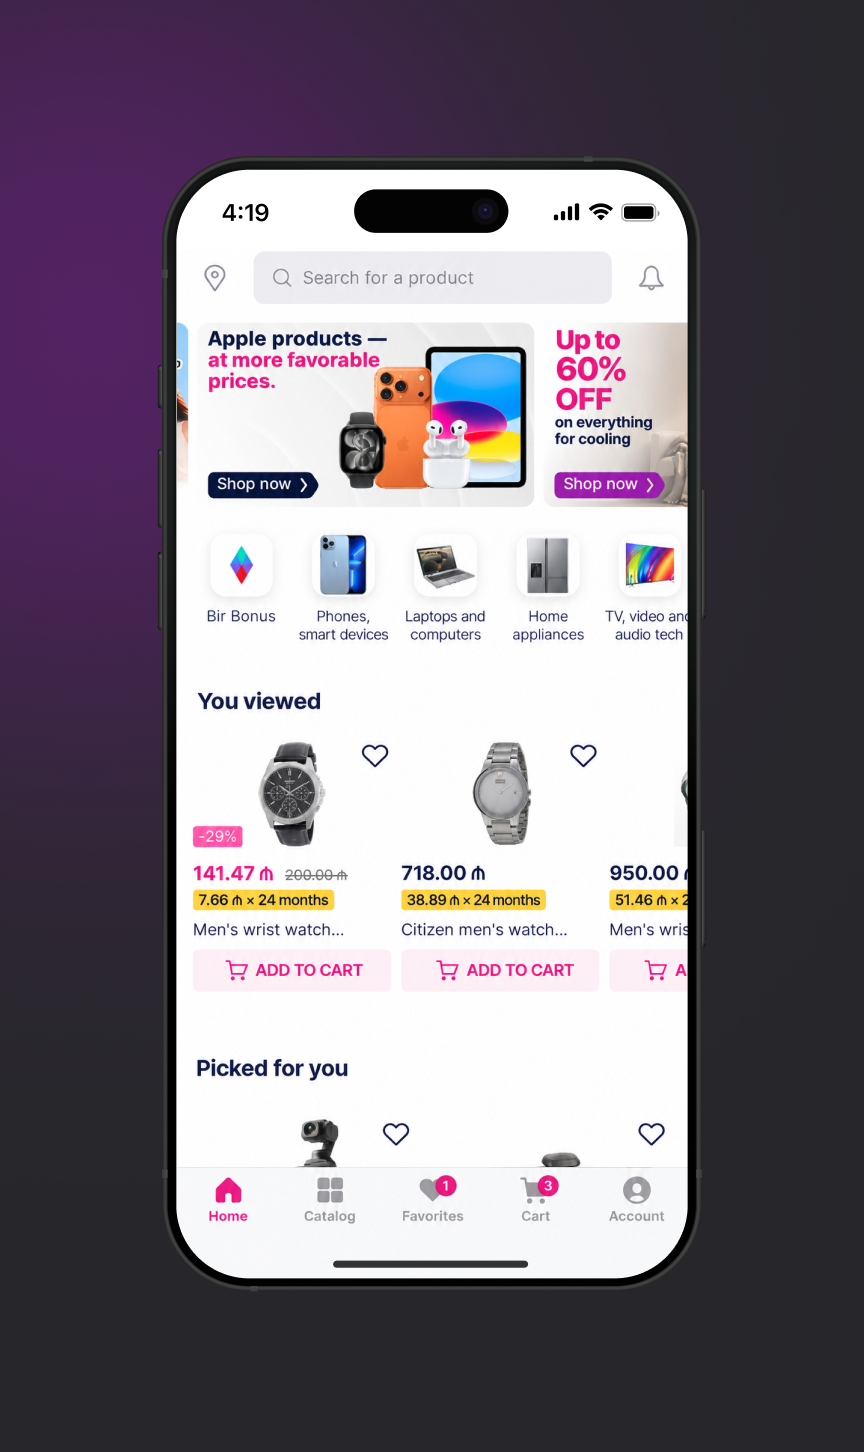 4:19
Search for a product
Apple products —
at more favorable
prices.
Shop now
Up to
60%
OFF
on everything
for cooling
Shop now
Bir Bonus
Phones,
smart devices
Laptops and
computers
Home
appliances
TV, video and
audio tech
You viewed
-29%
141.47 ₼ 200.00 ₼
7.66 ₼ × 24 months
Men's wrist watch...
ADD TO CART
718.00 ₼
38.89 ₼ × 24 months
Citizen men's watch...
ADD TO CART
950.00 ₼
51.46 ₼ × 2
Men's wris
A
Picked for you
Home
Catalog
1
Favorites
3
Cart
Account